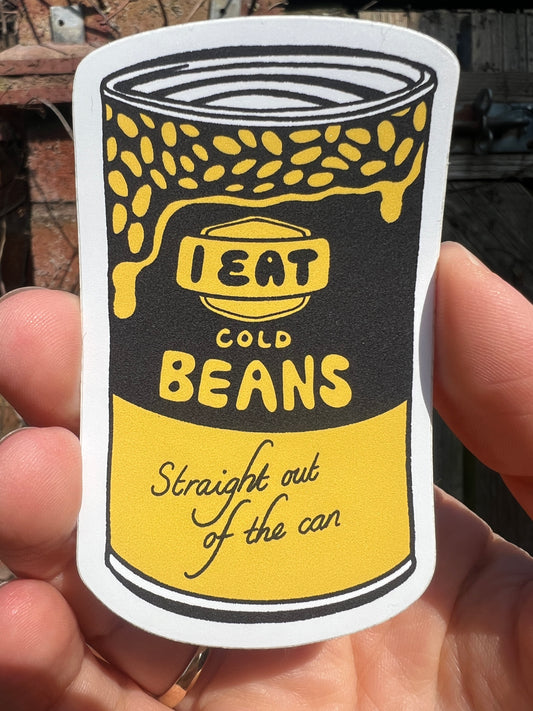 I EAT
COLD
BEANS
Straight out
of the can